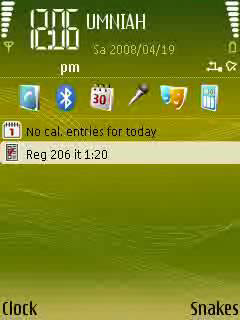 12:06 UMNIAH
Sa 2008/04/19
pm
30
1 No cal. entries for today
Reg 206 it 1:20
Clock Snakes